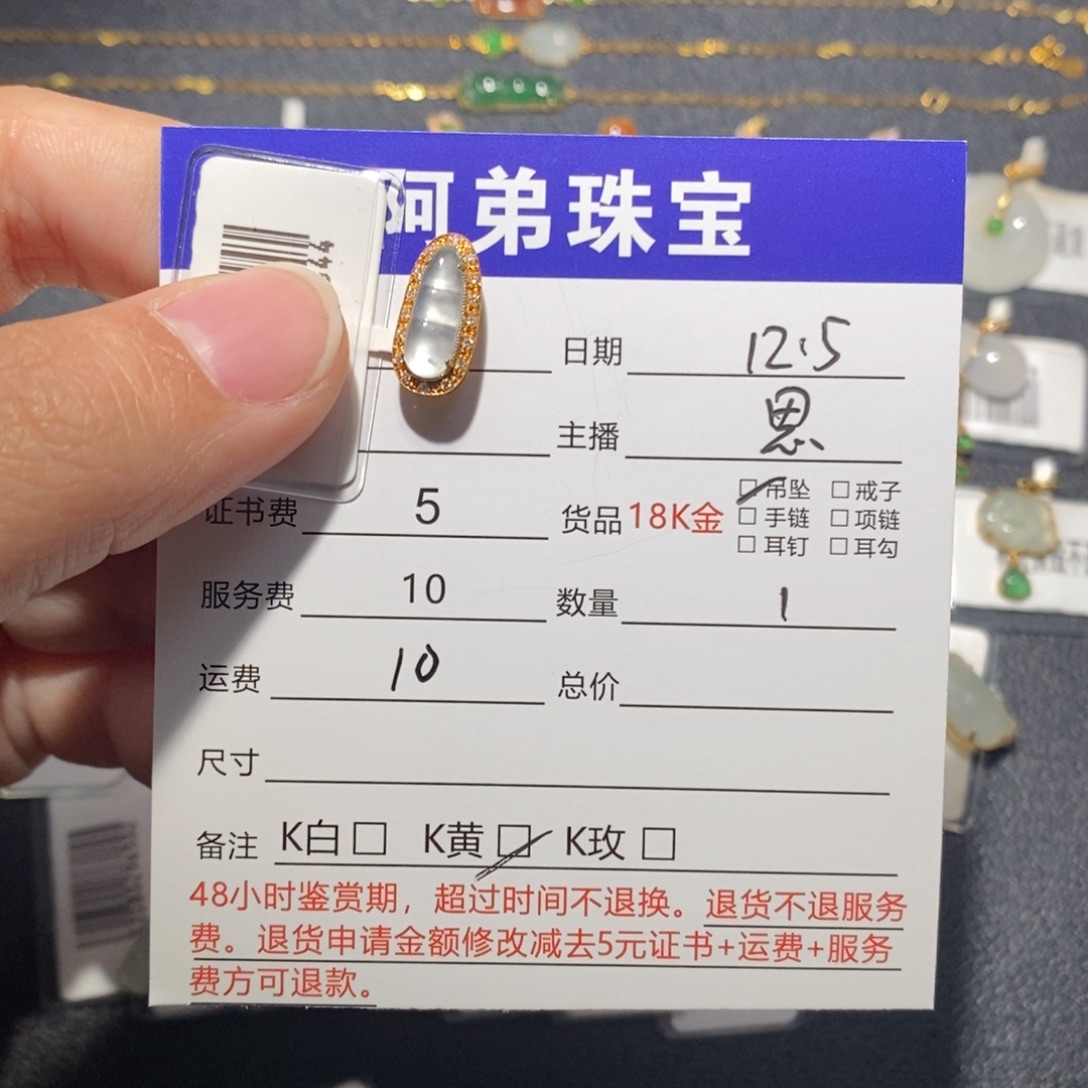 阿弟珠宝
日期 12.5
主播 思
证书费 5
货品 18K金 吊坠 戒子
手链 项链
耳钉 耳勾
服务费 10
数量 1
运费 10
总价
尺寸
备注 K白 K黄 K玫
48小时鉴赏期，超过时间不退换。退货不退服务
费。退货申请金额修改减去5元证书+运费+服务
费方可退款。